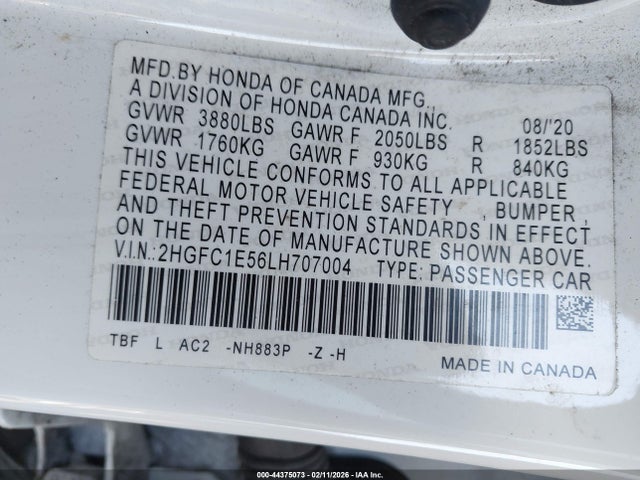 MFD.BY HONDA OF CANADA MFG.,
A DIVISION OF HONDA CANADA INC. 08/'20
GVWR 3880LBS GAWR F 2050LBS R 1852LBS
GVWR 1760KG GAWR F 930KG R 840KG
THIS VEHICLE CONFORMS TO ALL APPLICABLE
FEDERAL MOTOR VEHICLE SAFETY , BUMPER ,
AND THEFT PREVENTION STANDARDS IN EFFECT
ON THE DATE OF MANUFACTURE SHOWN ABOVE.
V.I.N.: 2HGFC1E56LH707004 TYPE: PASSENGER CAR
TBF L AC2 -NH883P -Z -H
MADE IN CANADA
000-44375073 - 02/11/2026 - IAAI.COM